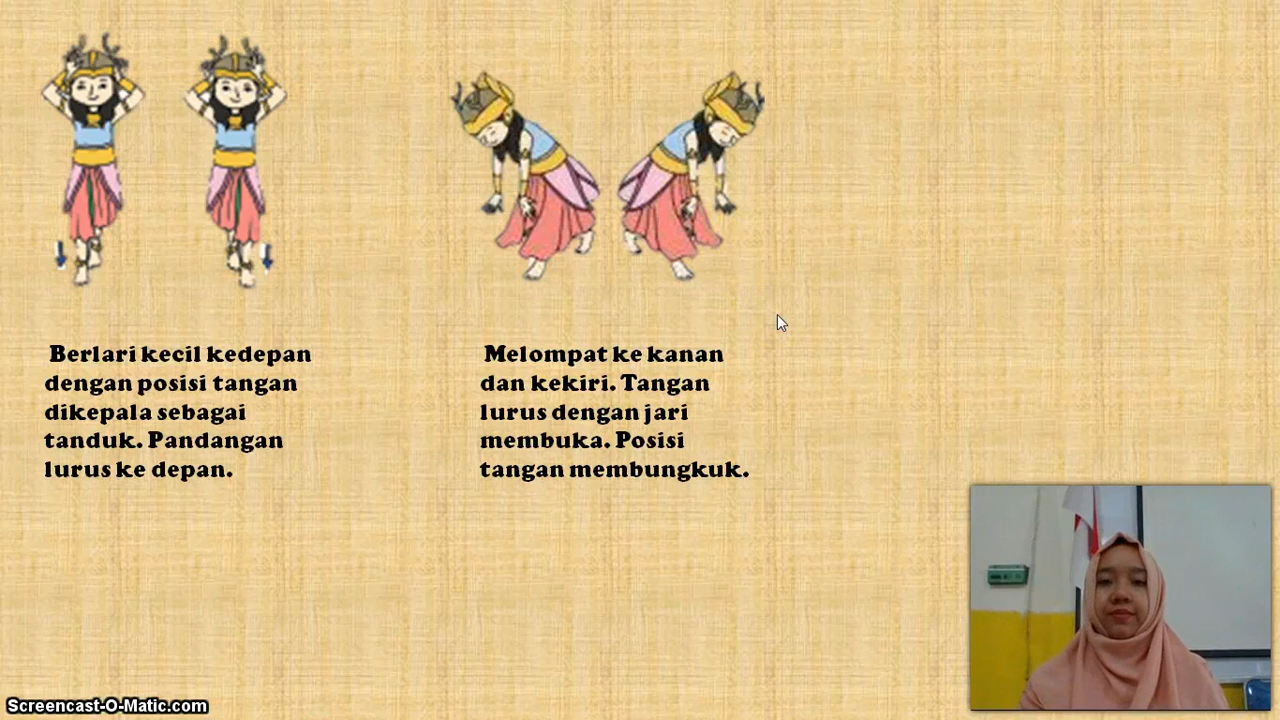 Berlari kecil kedepan
dengan posisi tangan
dikepala sebagai
tanduk. Pandangan
lurus ke depan.
Melompat ke kanan
dan kekiri. Tangan
lurus dengan jari
membuka. Posisi
tangan membungkuk.
Screencast-O-Matic.com